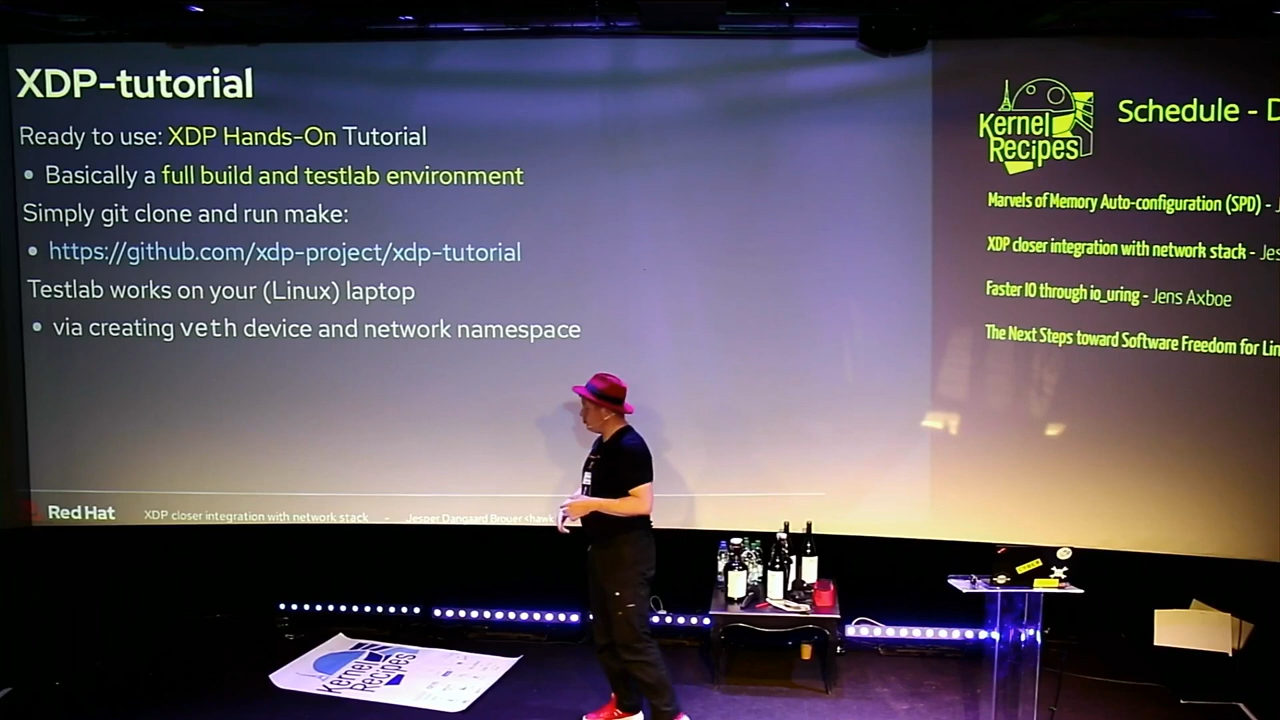 XDP-tutorial
Ready to use: XDP Hands-On Tutorial
• Basically a full build and testlab environment
Simply git clone and run make:
• https://github.com/xdp-project/xdp-tutorial
Testlab works on your (Linux) laptop
• via creating veth device and network namespace
Red Hat
XDP closer integration with network stack - Jesper Dangaard Brouer
Kernel
Recipes
Schedule - D
Marvels of Memory Auto-configuration (SPD) - J
XDP closer integration with network stack - Jes
Faster IO through io_uring - Jens Axboe
The Next Steps toward Software Freedom for Lin
Kernel
Recipes